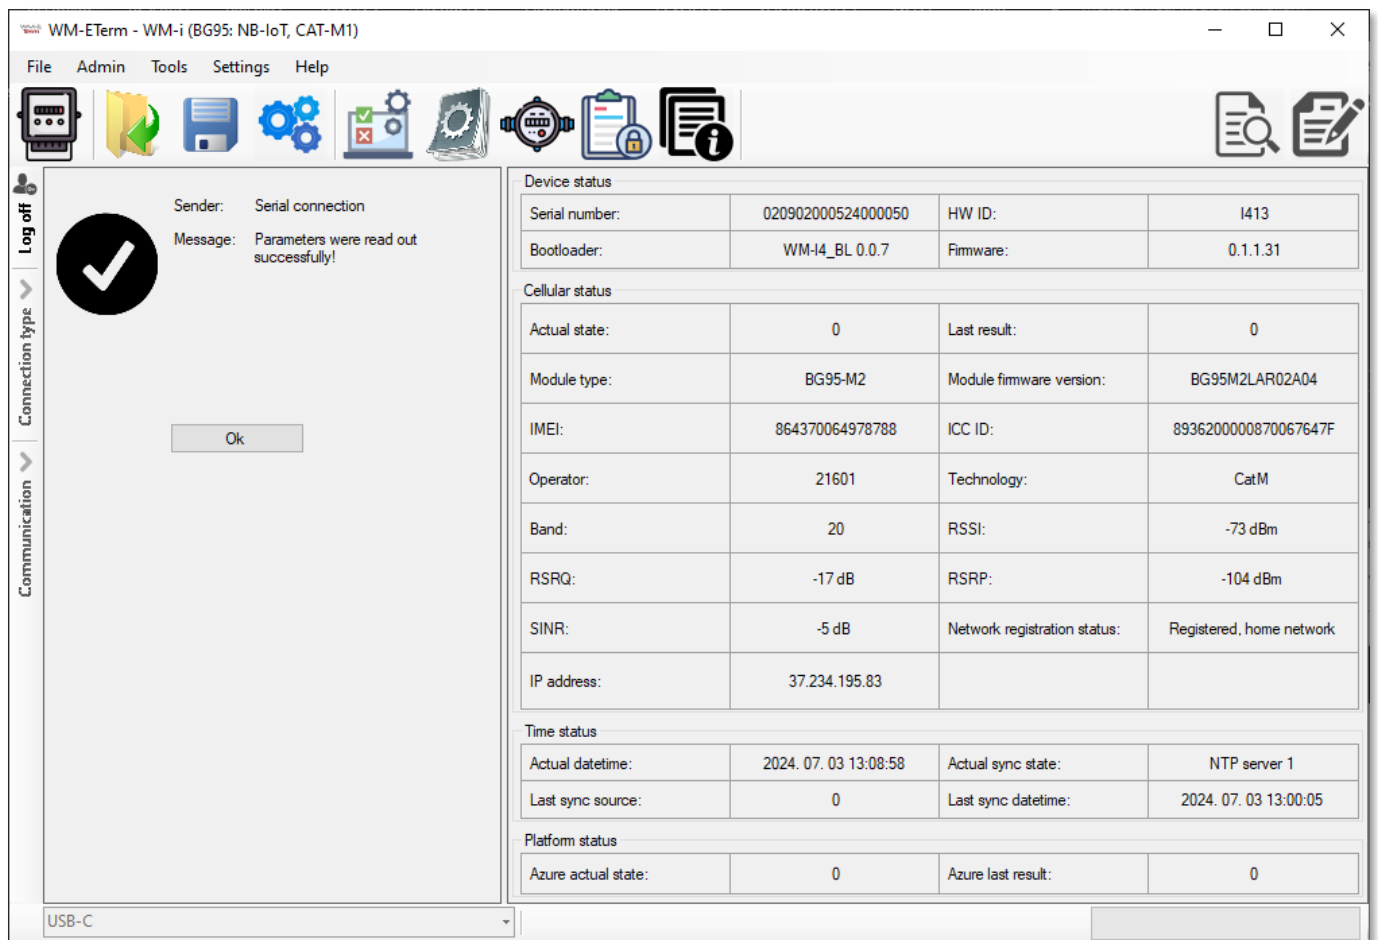 WM-ETerm - WM-i (BG95: NB-IoT, CAT-M1)
File Admin Tools Settings Help
Log off
Connection type
Communication
Sender: Serial connection
Message: Parameters were read out
successfully!
Ok
Device status
Serial number: 020902000524000050 HW ID: I413
Bootloader: WM-I4_BL 0.0.7 Firmware: 0.1.1.31
Cellular status
Actual state: 0 Last result: 0
Module type: BG95-M2 Module firmware version: BG95M2LAR02A04
IMEI: 864370064978788 ICC ID: 8936200000870067647F
Operator: 21601 Technology: CatM
Band: 20 RSSI: -73 dBm
RSRQ: -17 dB RSRP: -104 dBm
SINR: -5 dB Network registration status: Registered, home network
IP address: 37.234.195.83
Time status
Actual datetime: 2024. 07. 03 13:08:58 Actual sync state: NTP server 1
Last sync source: 0 Last sync datetime: 2024. 07. 03 13:00:05
Platform status
Azure actual state: 0 Azure last result: 0
USB-C